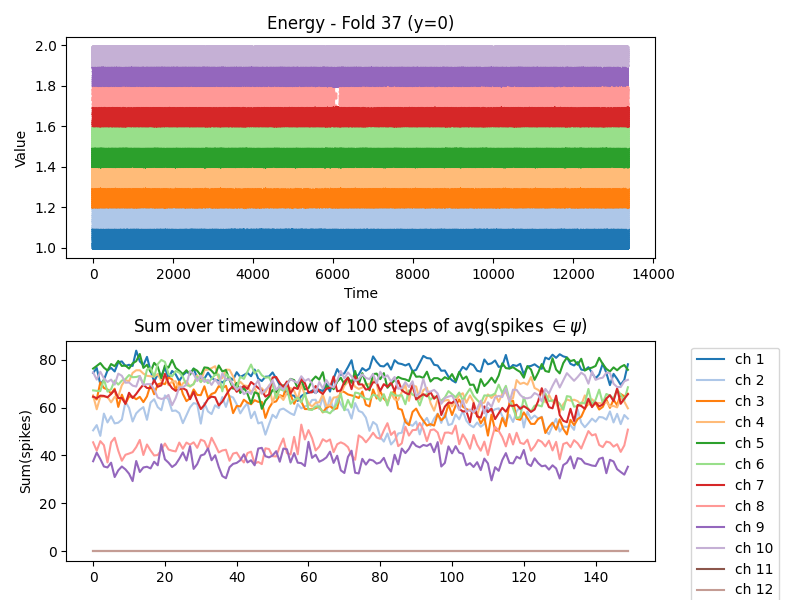 Energy - Fold 37 (y=0)
2.0
1.8
1.6
1.4
1.2
1.0
Value
0 2000 4000 6000 8000 10000 12000 14000
Time
Sum over timewindow of 100 steps of avg(spikes ∈ ψ)
80
60
40
20
0
Sum(spikes)
0 20 40 60 80 100 120 140
ch 1
ch 2
ch 3
ch 4
ch 5
ch 6
ch 7
ch 8
ch 9
ch 10
ch 11
ch 12